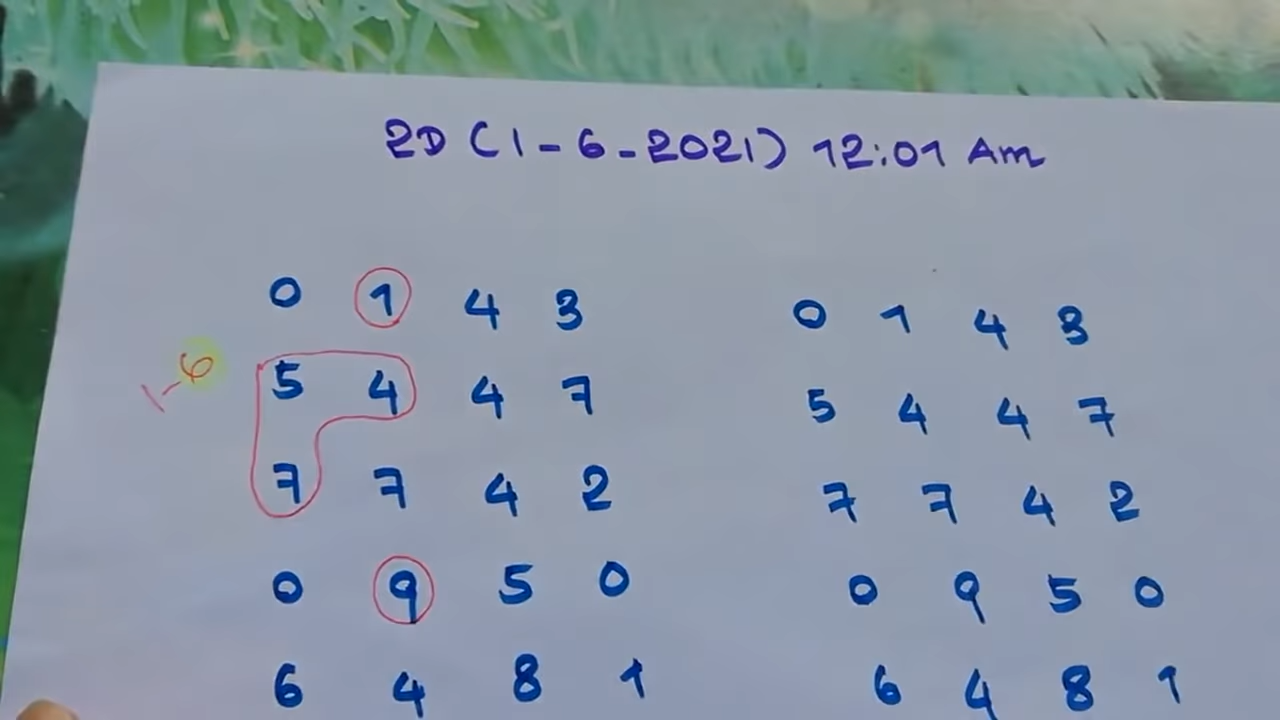 2D (1-6-2021) 12:01 Am
0 1 4 3 0 1 4 3
1-6
5 4 4 7 5 4 4 7
7 7 4 2 7 7 4 2
0 9 5 0 0 9 5 0
6 4 8 1 6 4 8 1